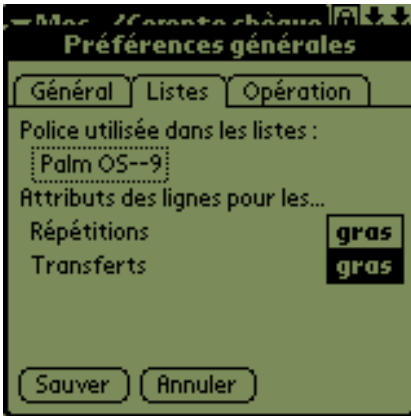 Préférences générales
Général Listes Opération
Police utilisée dans les listes :
Palm OS--9
Attributs des lignes pour les...
Répétitions gras
Transferts gras
Sauver Annuler